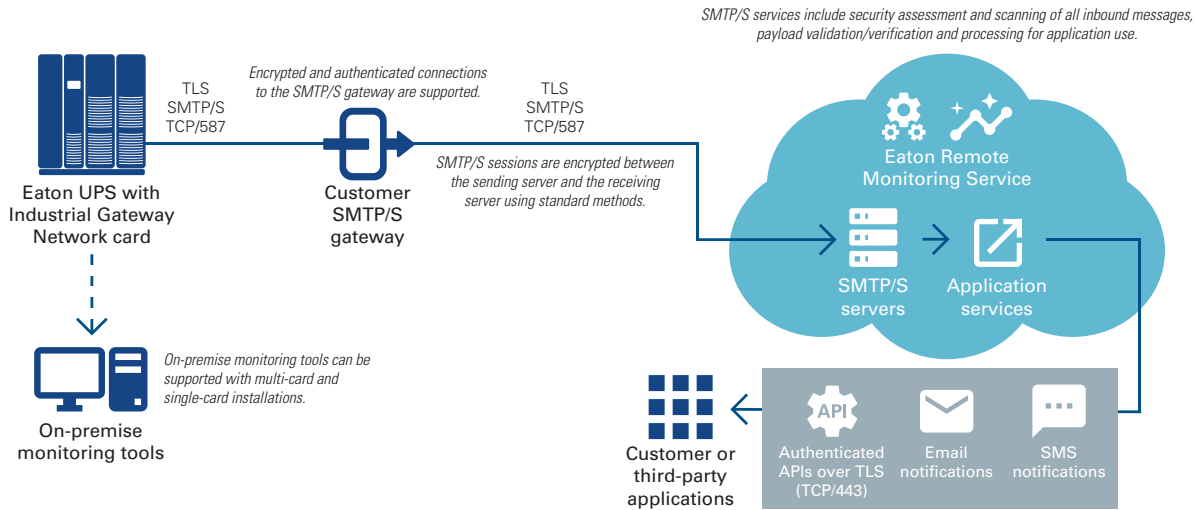 SMTP/S services include security assessment and scanning of all inbound messages,
payload validation/verification and processing for application use.
TLS
SMTP/S
TCP/587
Encrypted and authenticated connections
to the SMTP/S gateway are supported.
TLS
SMTP/S
TCP/587
Eaton UPS with
Industrial Gateway
Network card
Customer
SMTP/S
gateway
SMTP/S sessions are encrypted between
the sending server and the receiving
server using standard methods.
Eaton Remote
Monitoring Service
SMTP/S
servers
Application
services
On-premise monitoring tools can be
supported with multi-card and
single-card installations.
On-premise
monitoring tools
Customer or
third-party
applications
API
Authenticated
APIs over TLS
(TCP/443)
Email
notifications
SMS
notifications